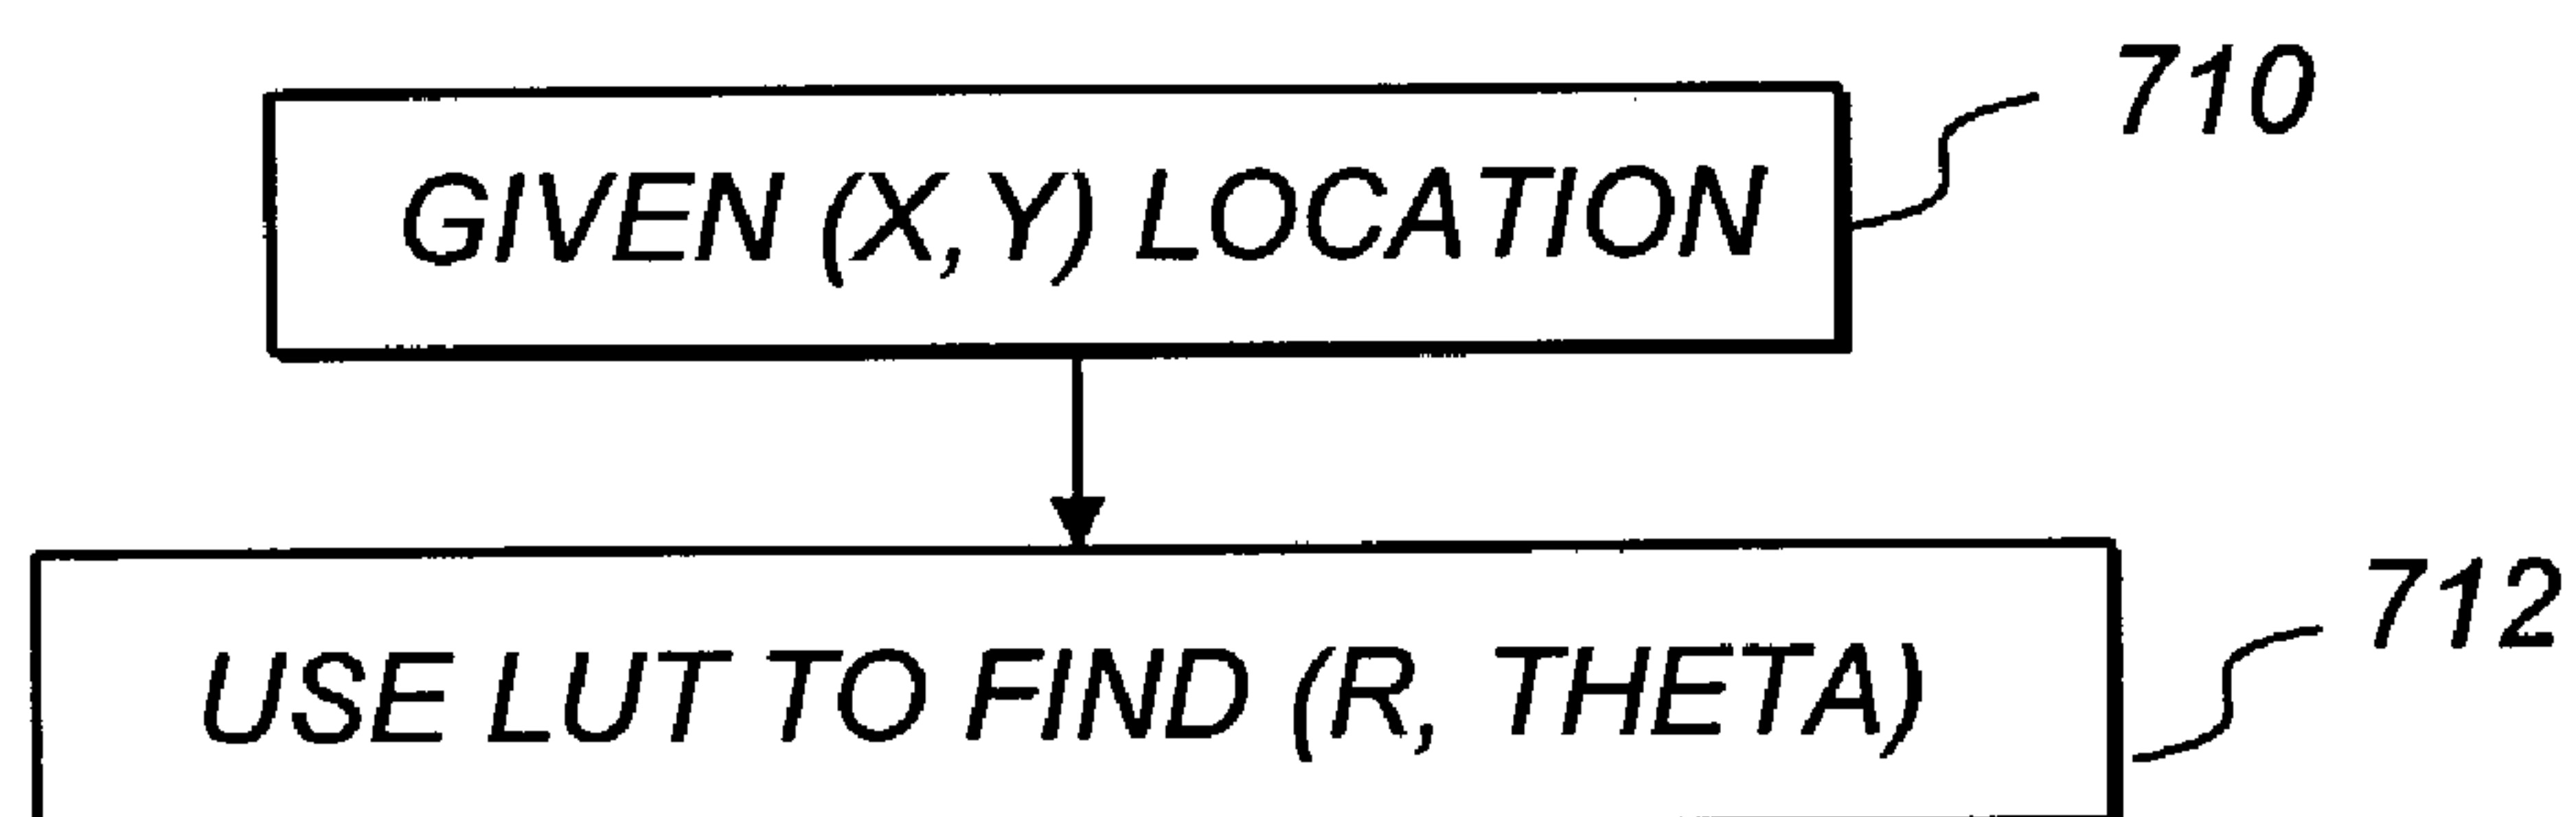 710
GIVEN (X,Y) LOCATION
712
USE LUT TO FIND (R, THETA)